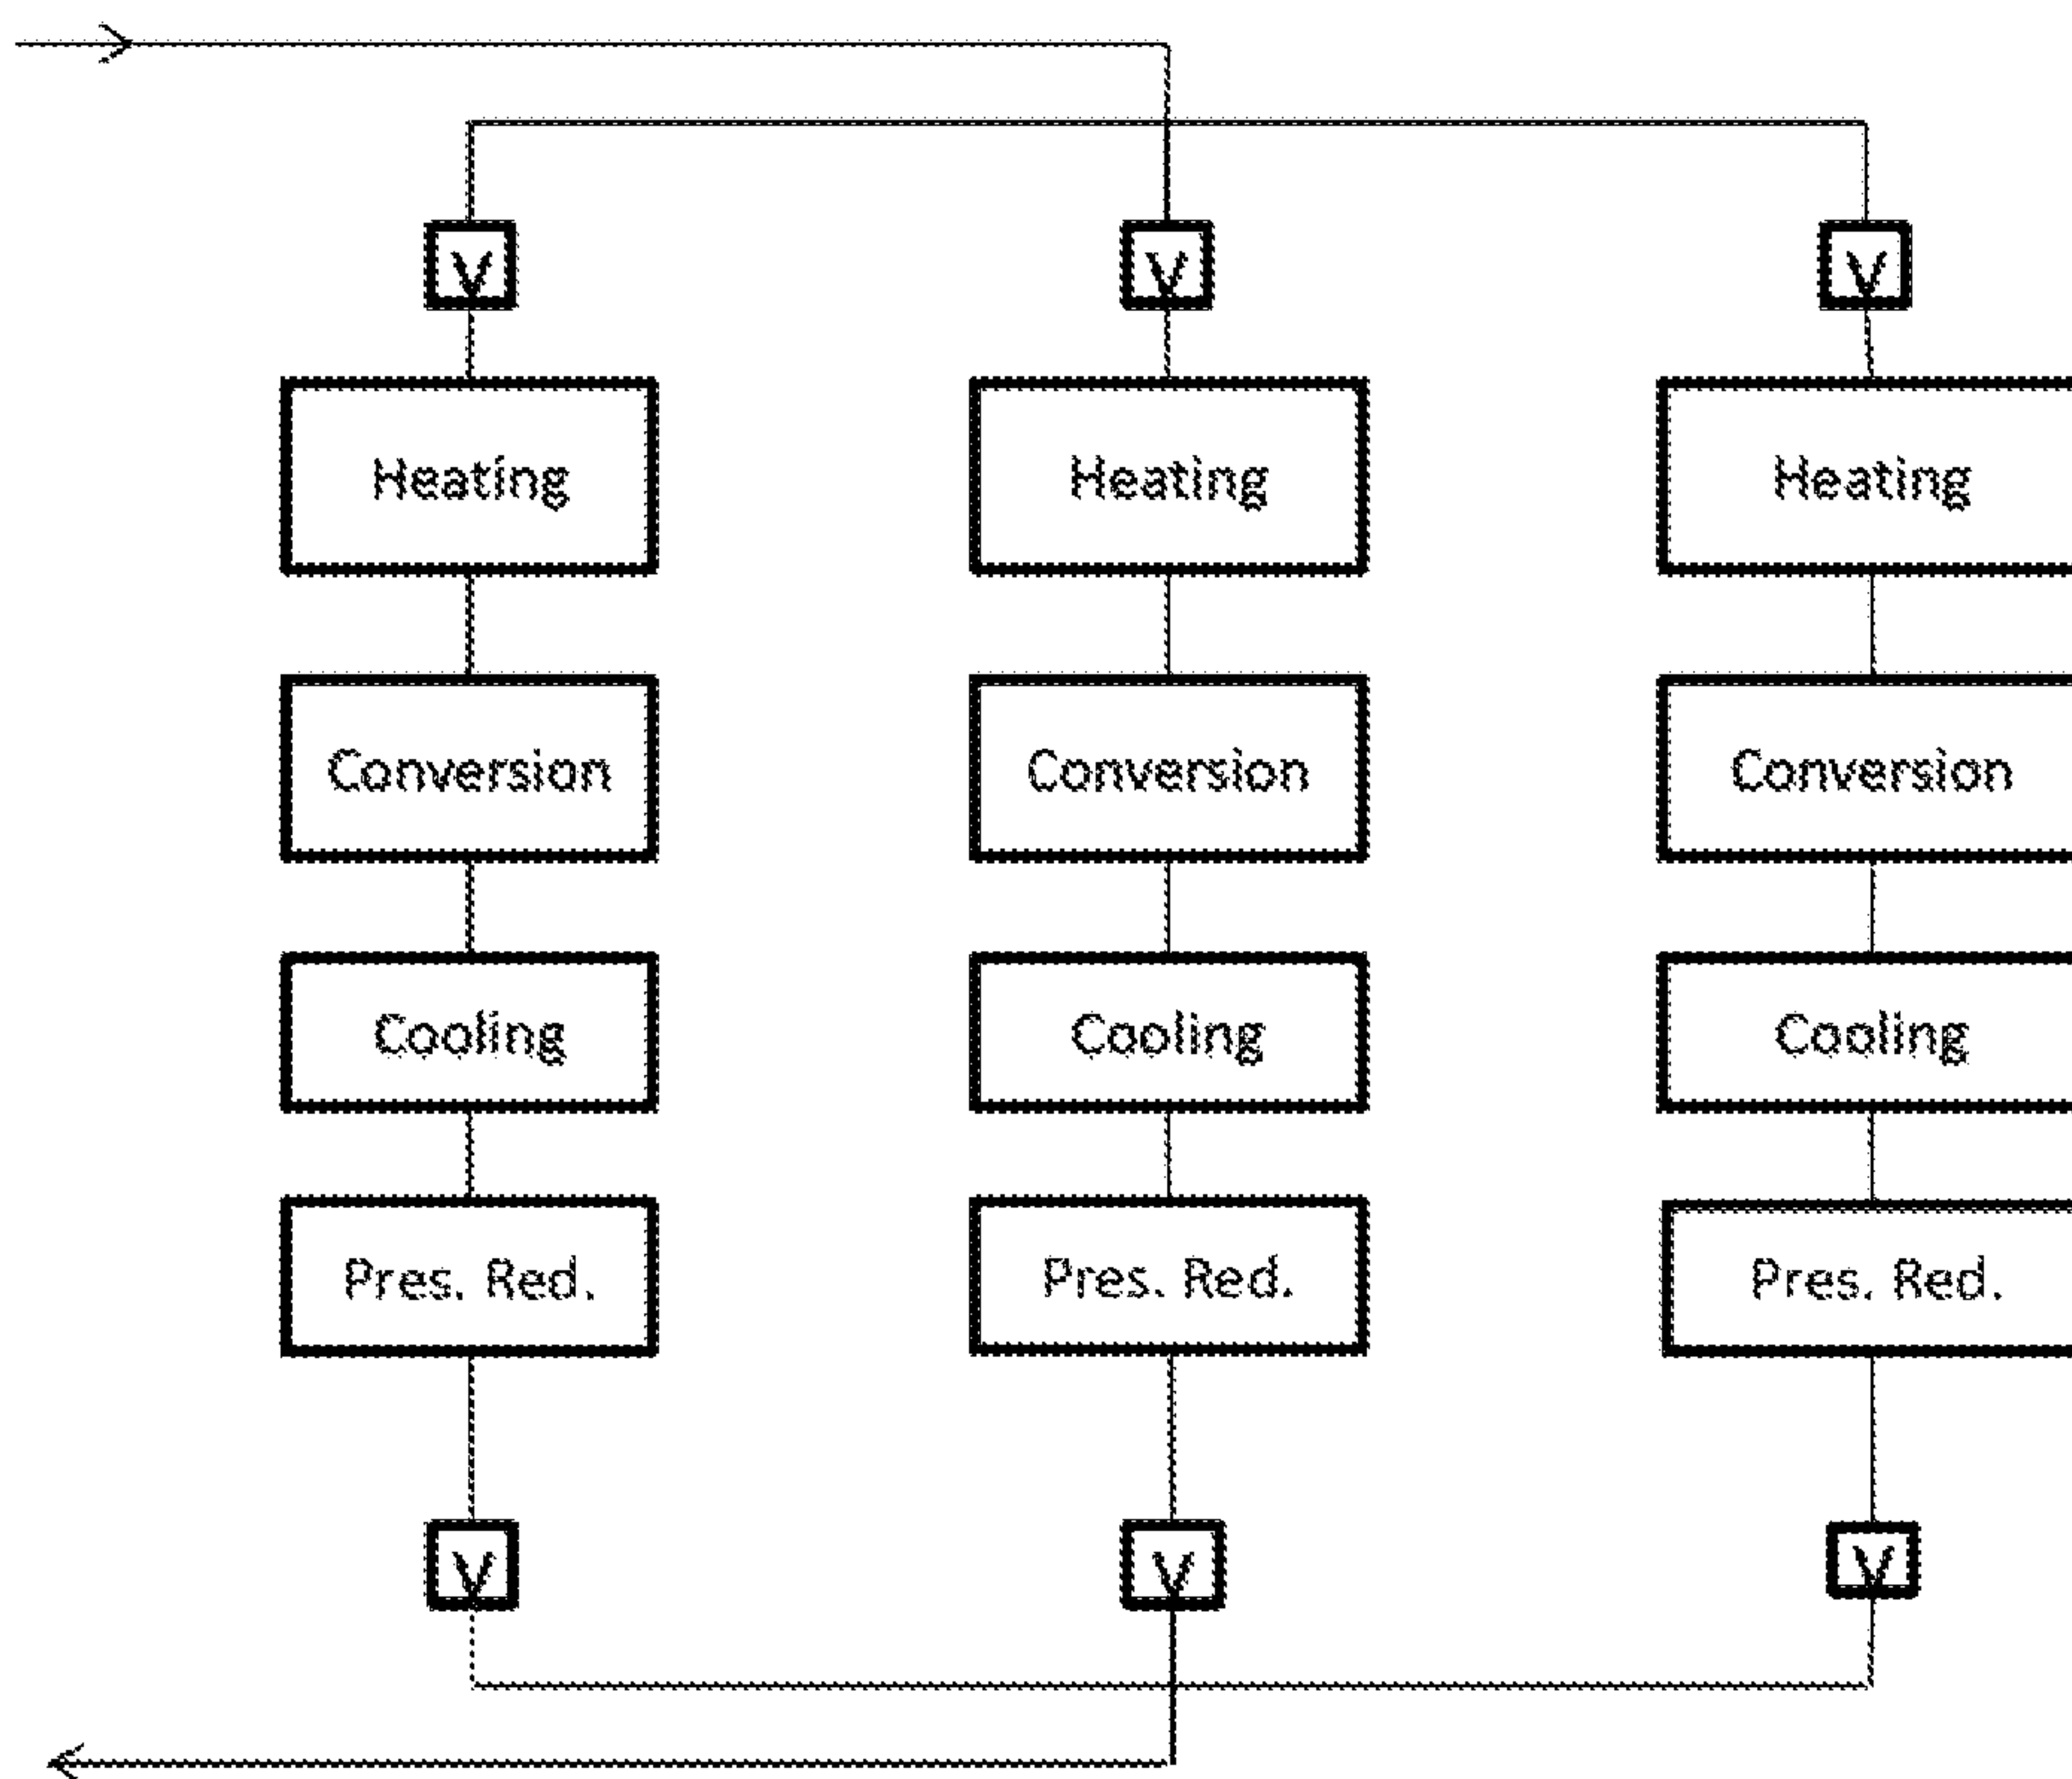 V V V
Heating Heating Heating
Conversion Conversion Conversion
Cooling Cooling Cooling
Pres. Red. Pres. Red. Pres. Red.
V V V